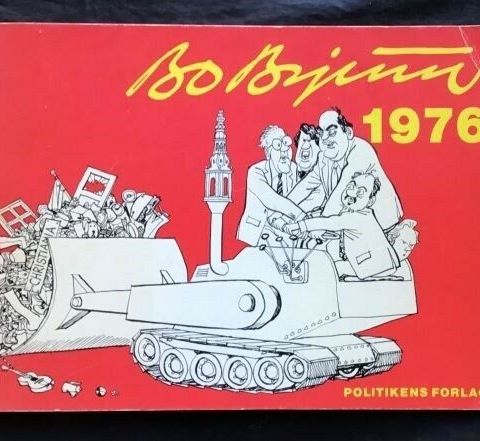 Bo Bojesen
1976
CHRISTIANIA
POLITIKENS FORLAG